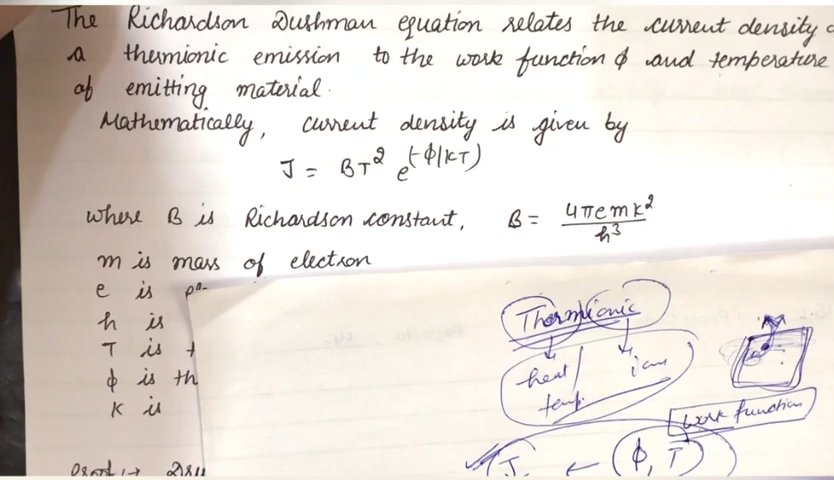 The Richardson Dushman equation relates the current density
a thermionic emission to the work function ϕ and temperature
of emitting material.
Mathematically, current density is given by
J = BT² e^(-ϕ/KT)
where B is Richardson constant, B = 4πemk²/h³
m is mass of electron
e is
h is
T is
ϕ is th
K is
Thermionic
heat/ ions
temp.
work function
J ← (ϕ, T)